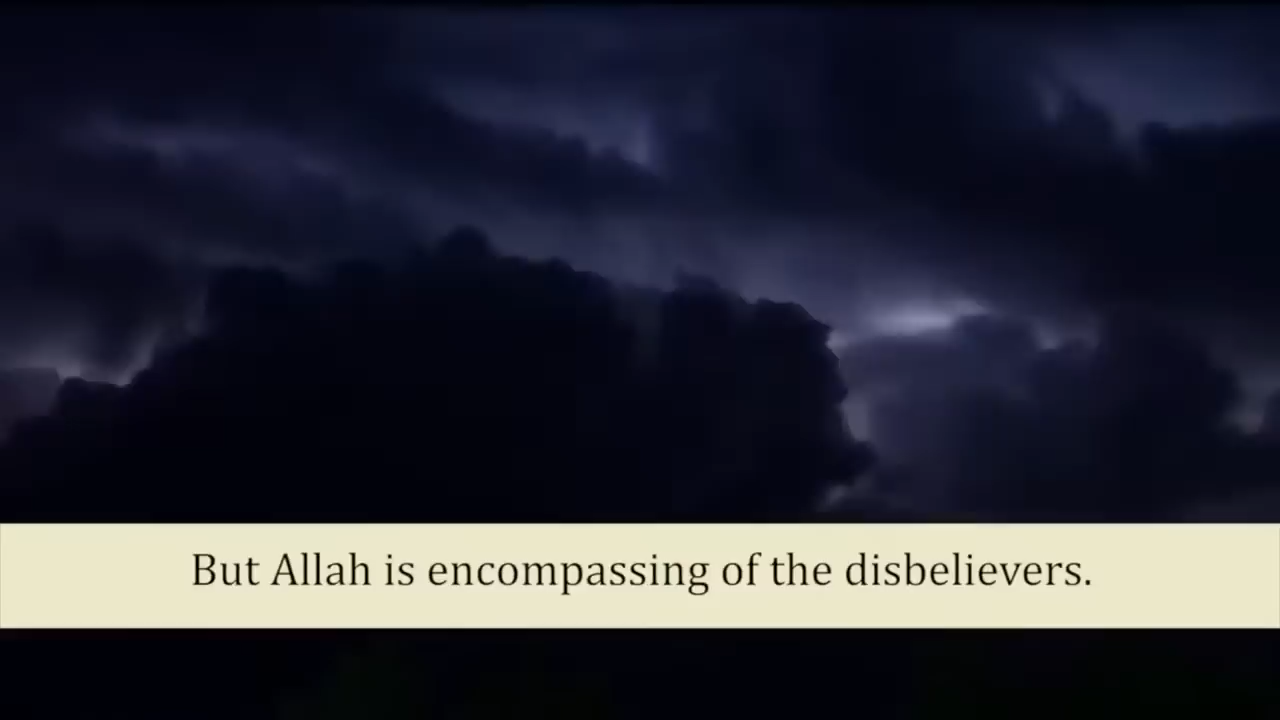 But Allah is encompassing of the disbelievers.